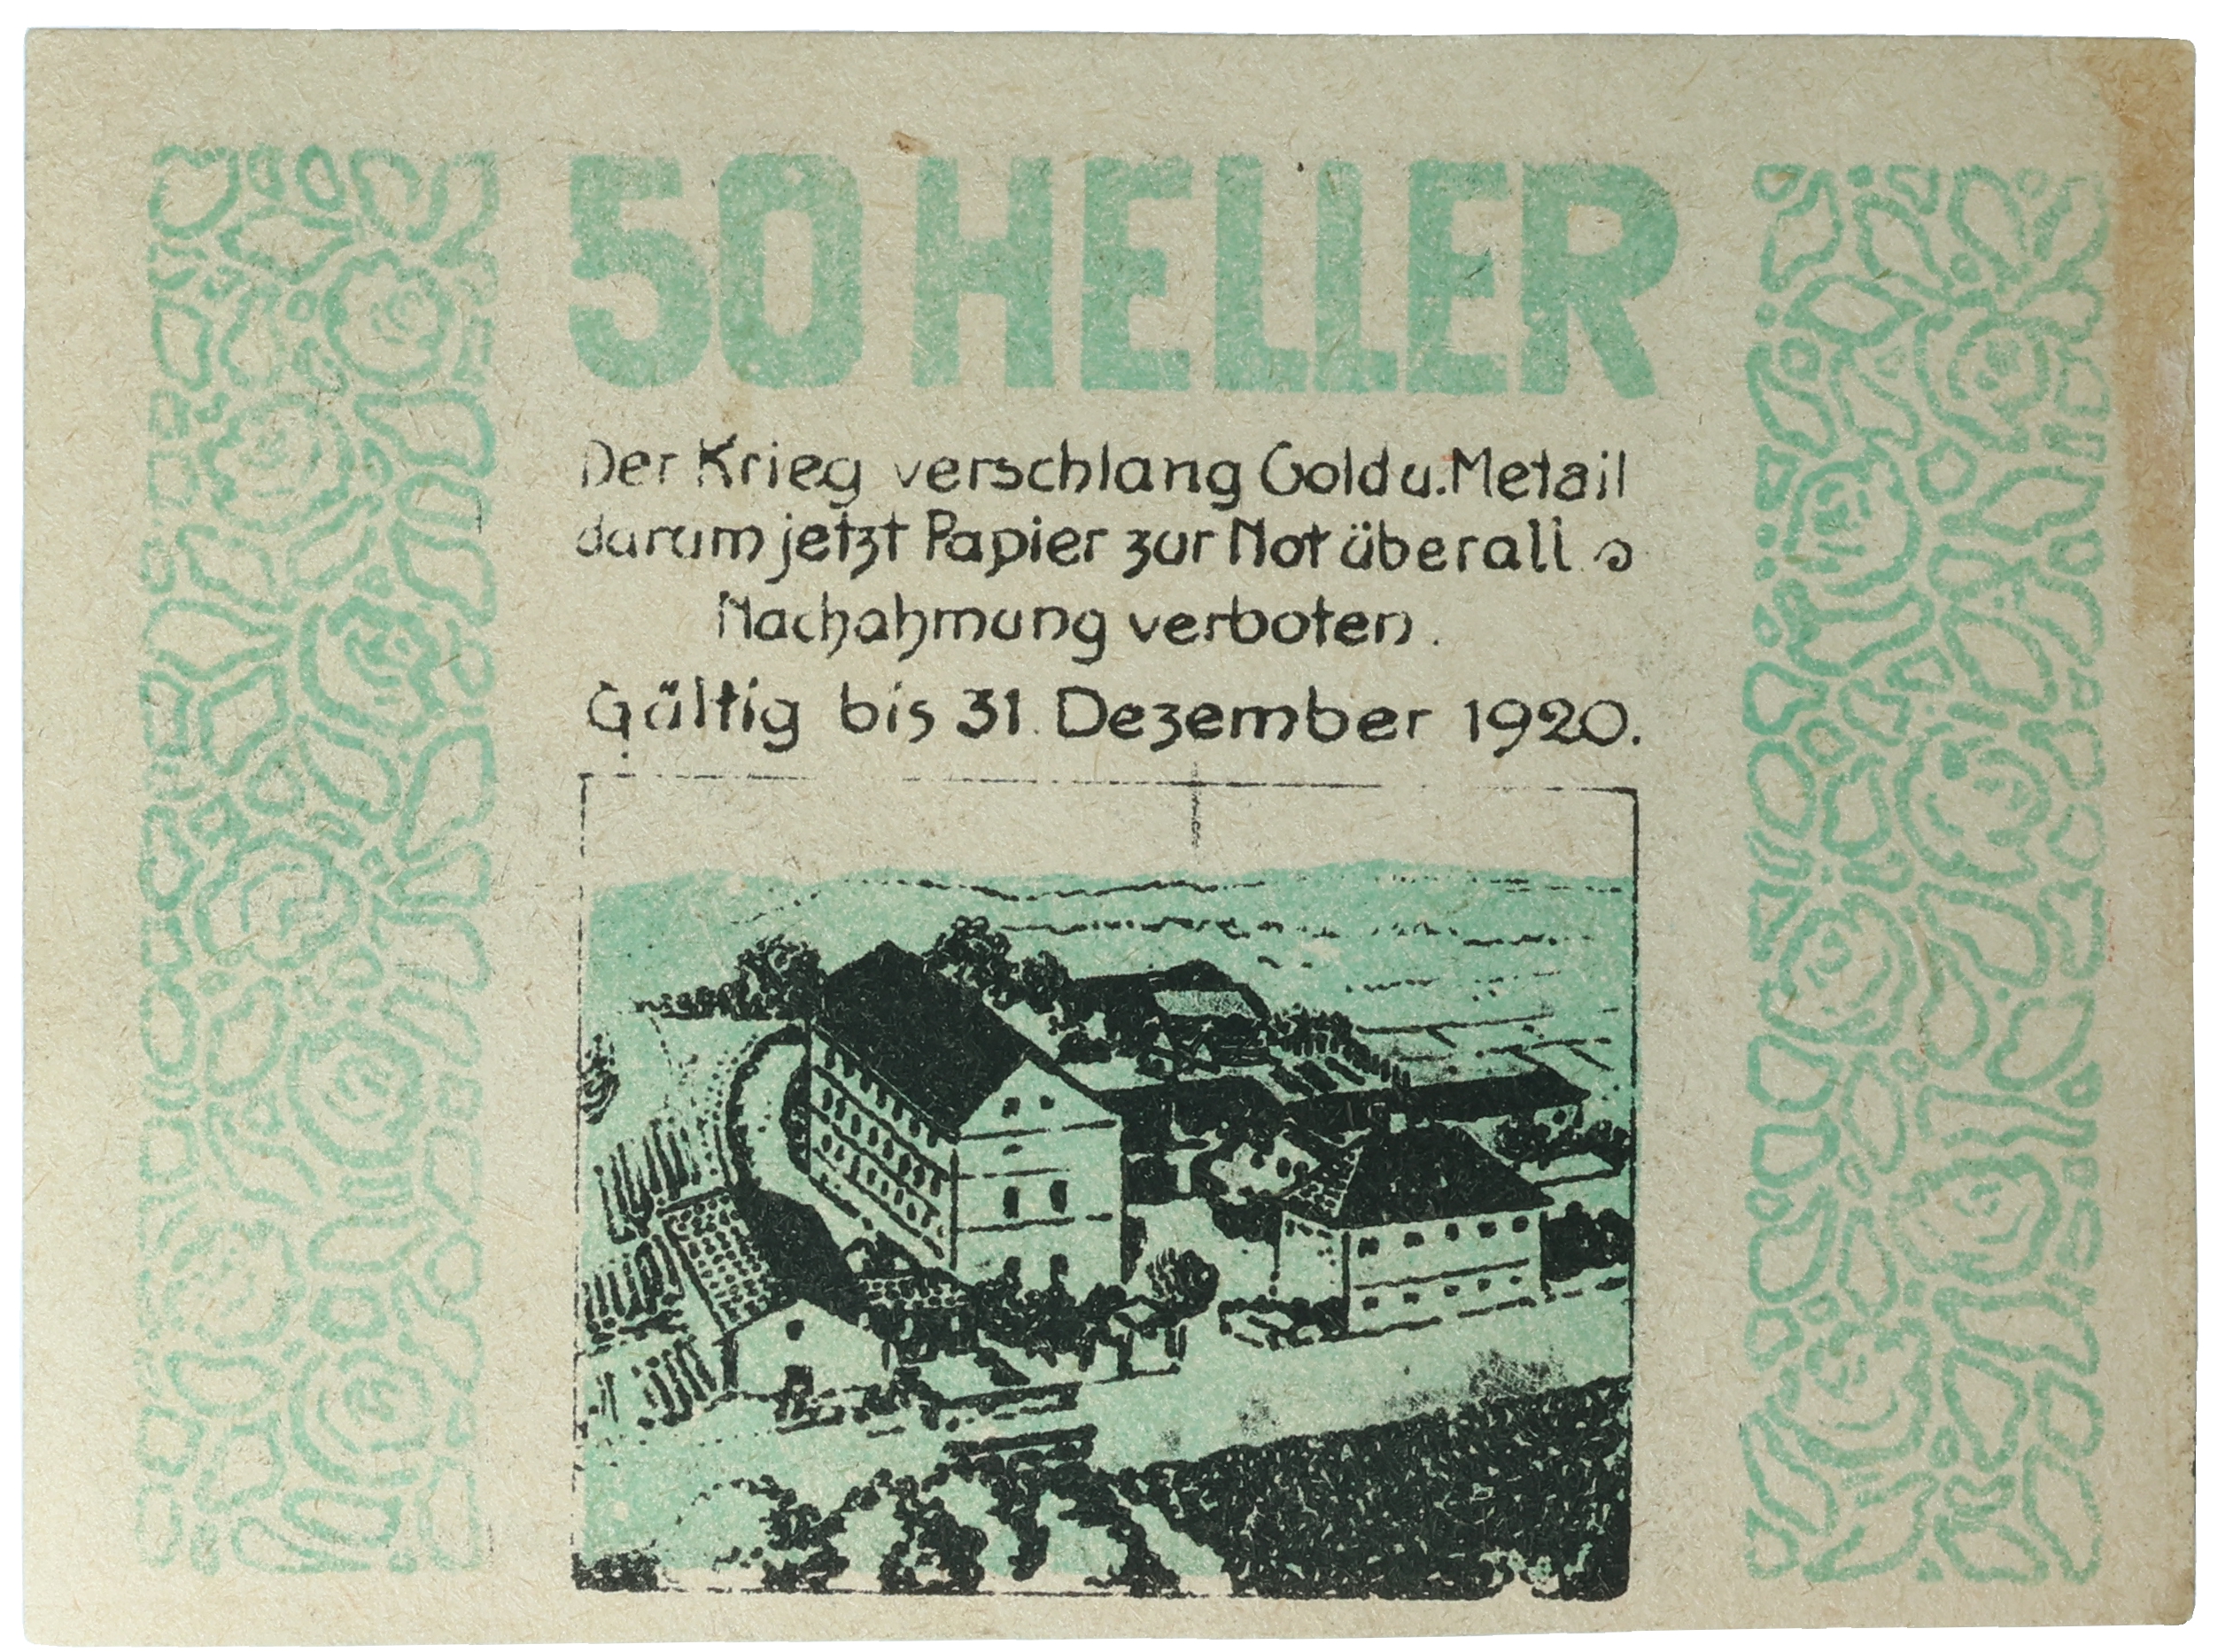 50 HELLER
Der Krieg verschlang Gold u. Metall
darum jetzt Papier zur Not überall
Nachahmung verboten.
Gültig bis 31. Dezember 1920.